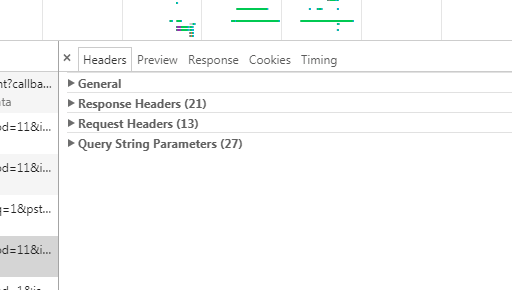 Headers Preview Response Cookies Timing
nt?callba...
General
ata
Response Headers (21)
od=11&i...
Request Headers (13)
Query String Parameters (27)
od=11&i...
q=1&pst...
od=11&i...